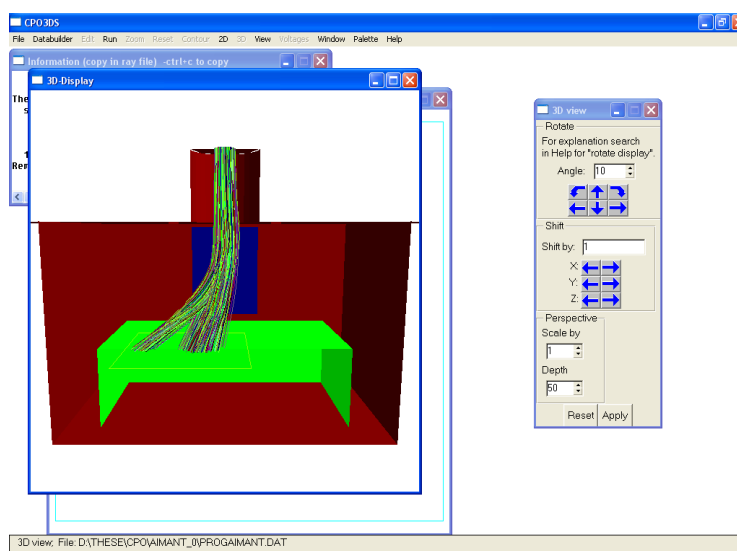 CPO3DS
File Databuilder Edit Run Zoom Reset Contour 2D 3D View Voltages Window Palette Help
Information (copy in ray file) -ctrl+c to copy
3D-Display
The
s
1
Rem
3D view
Rotate
For explanation search
in Help for "rotate display".
Angle: 10
Shift
Shift by: 1
X:
Y:
Z:
Perspective
Scale by
1
Depth
50
Reset Apply
3D view; File: D:\THESE\CPO\AIMANT_0\PROGAIMANT.DAT